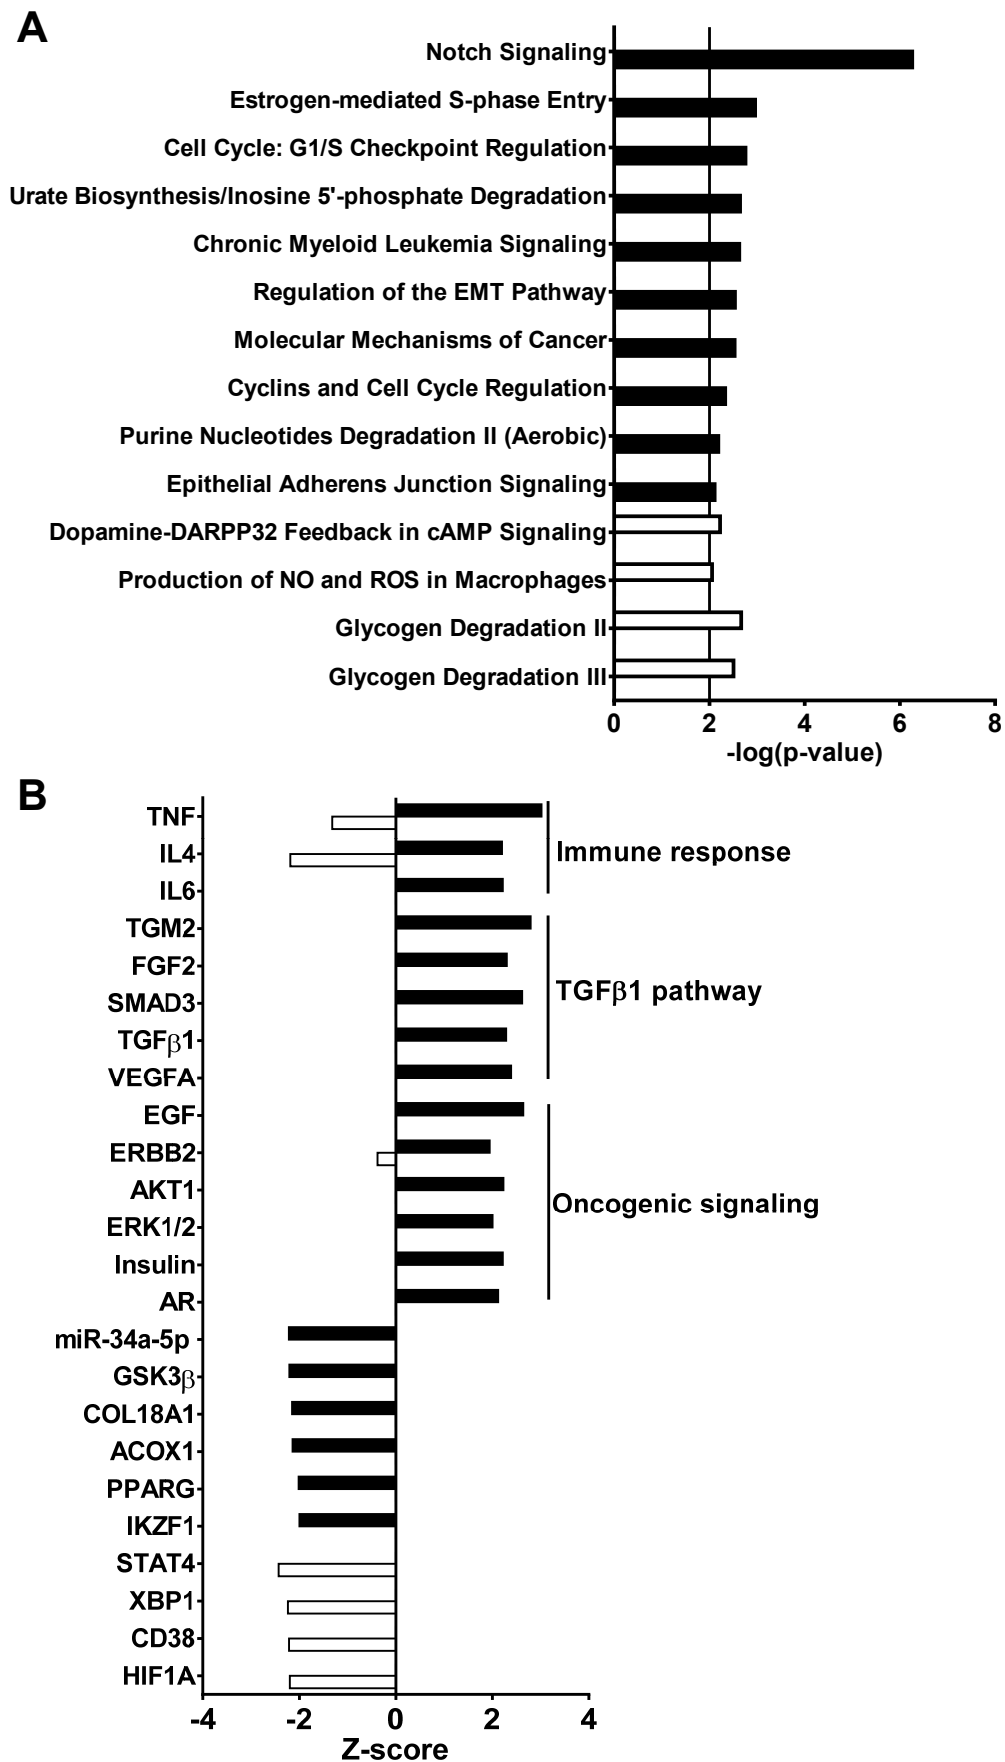 A
Notch Signaling
Estrogen-mediated S-phase Entry
Cell Cycle: G1/S Checkpoint Regulation
Urate Biosynthesis/Inosine 5'-phosphate Degradation
Chronic Myeloid Leukemia Signaling
Regulation of the EMT Pathway
Molecular Mechanisms of Cancer
Cyclins and Cell Cycle Regulation
Purine Nucleotides Degradation II (Aerobic)
Epithelial Adherens Junction Signaling
Dopamine-DARPP32 Feedback in cAMP Signaling
Production of NO and ROS in Macrophages
Glycogen Degradation II
Glycogen Degradation III
0 2 4 6 8
-log(p-value)
B
TNF
IL4
Immune response
IL6
TGM2
FGF2
TGFβ1 pathway
SMAD3
TGFβ1
VEGFA
EGF
ERBB2
AKT1
Oncogenic signaling
ERK1/2
Insulin
AR
miR-34a-5p
GSK3β
COL18A1
ACOX1
PPARG
IKZF1
STAT4
XBP1
CD38
HIF1A
-4 -2 0 2 4
Z-score